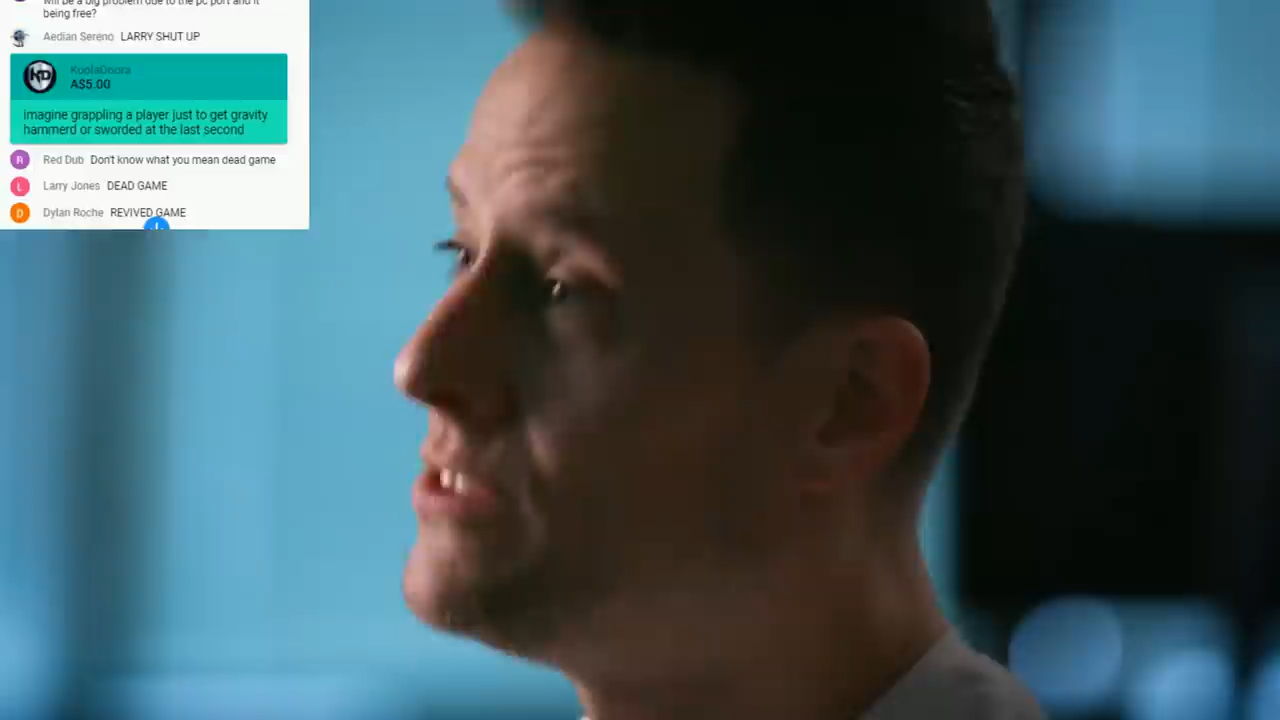 will be a big problem due to the pc port and it
being free?
Aedian Sereno LARRY SHUT UP
KoolaDnora
A$5.00
Imagine grappling a player just to get gravity
hammerd or sworded at the last second
R Red Dub Don't know what you mean dead game
L Larry Jones DEAD GAME
D Dylan Roche REVIVED GAME